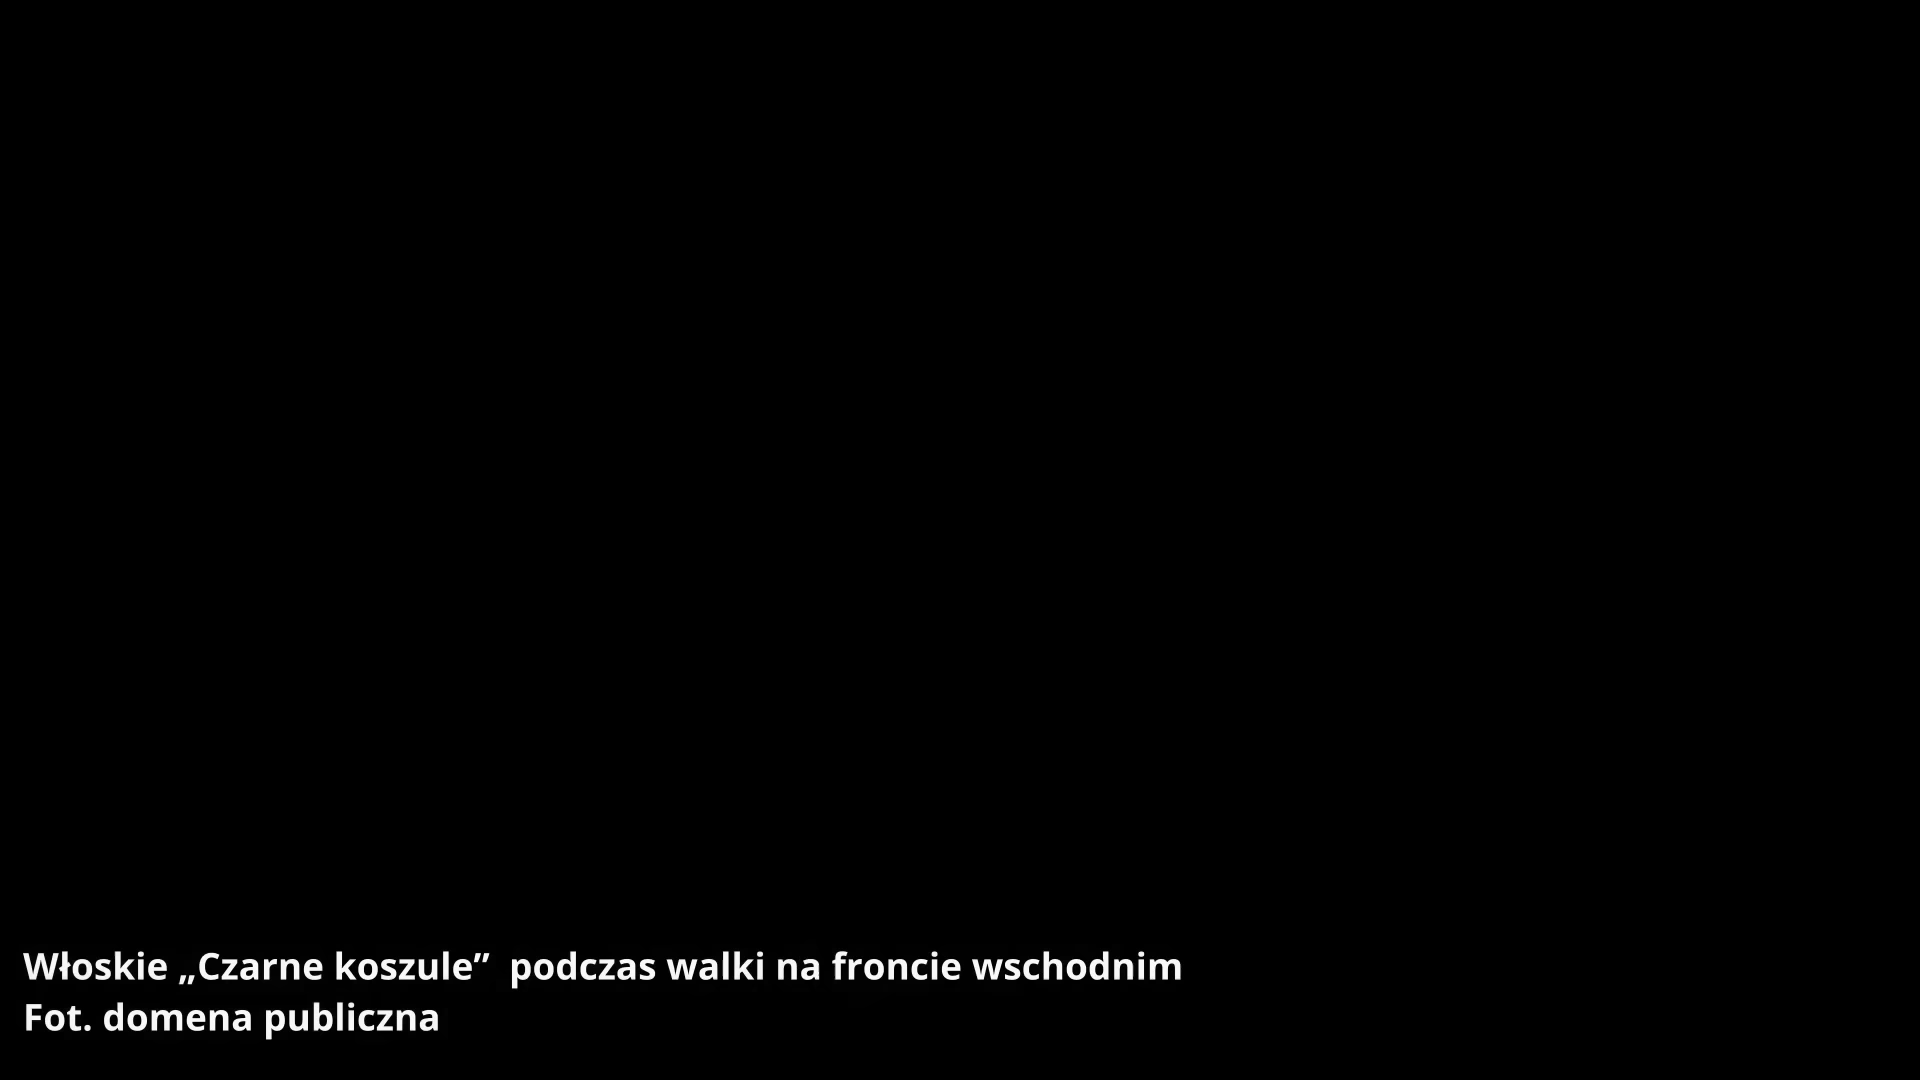 Włoskie „Czarne koszule”  podczas walki na froncie wschodnim
Fot. domena publiczna